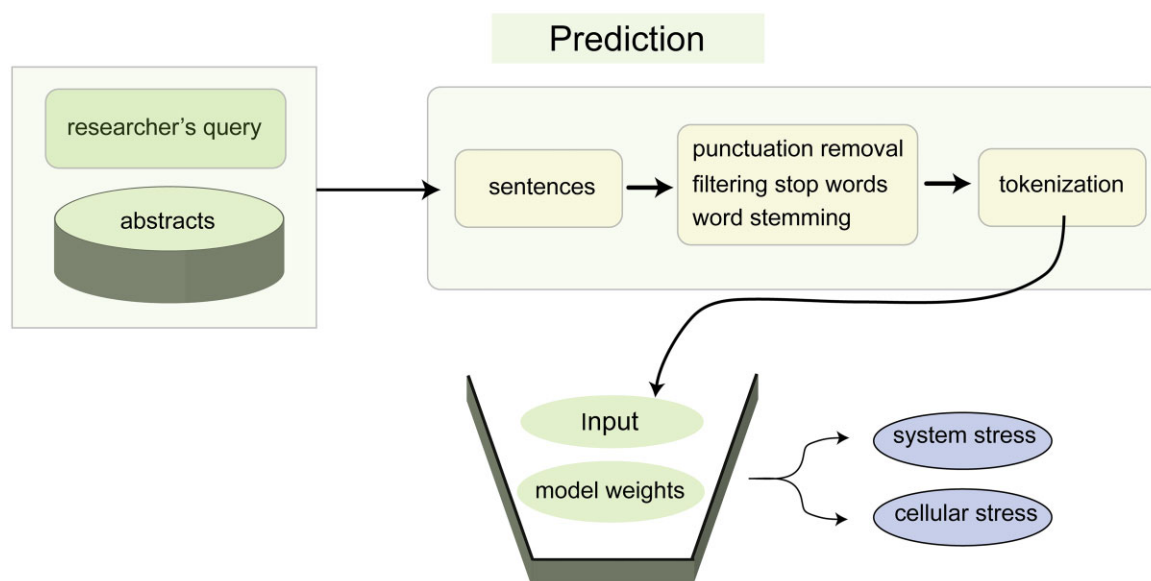 Prediction
researcher's query
abstracts
sentences
punctuation removal
filtering stop words
word stemming
tokenization
Input
model weights
system stress
cellular stress